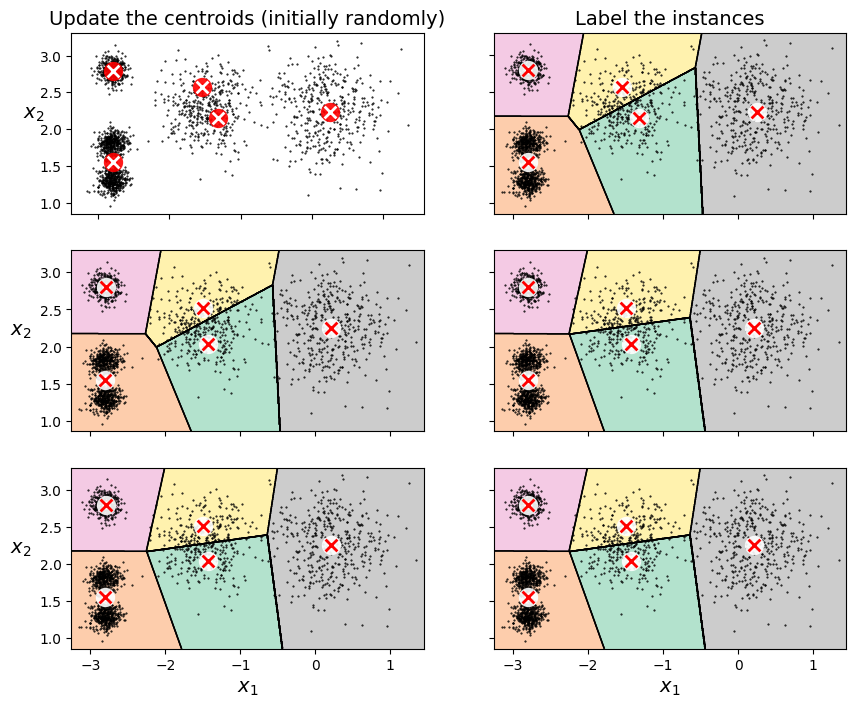 Update the centroids (initially randomly)
Label the instances
3.0
2.5
x₂
2.0
1.5
1.0
3.0
2.5
x₂
2.0
1.5
1.0
3.0
2.5
x₂
2.0
1.5
1.0
−3 −2 −1 0 1
−3 −2 −1 0 1
x₁
x₁